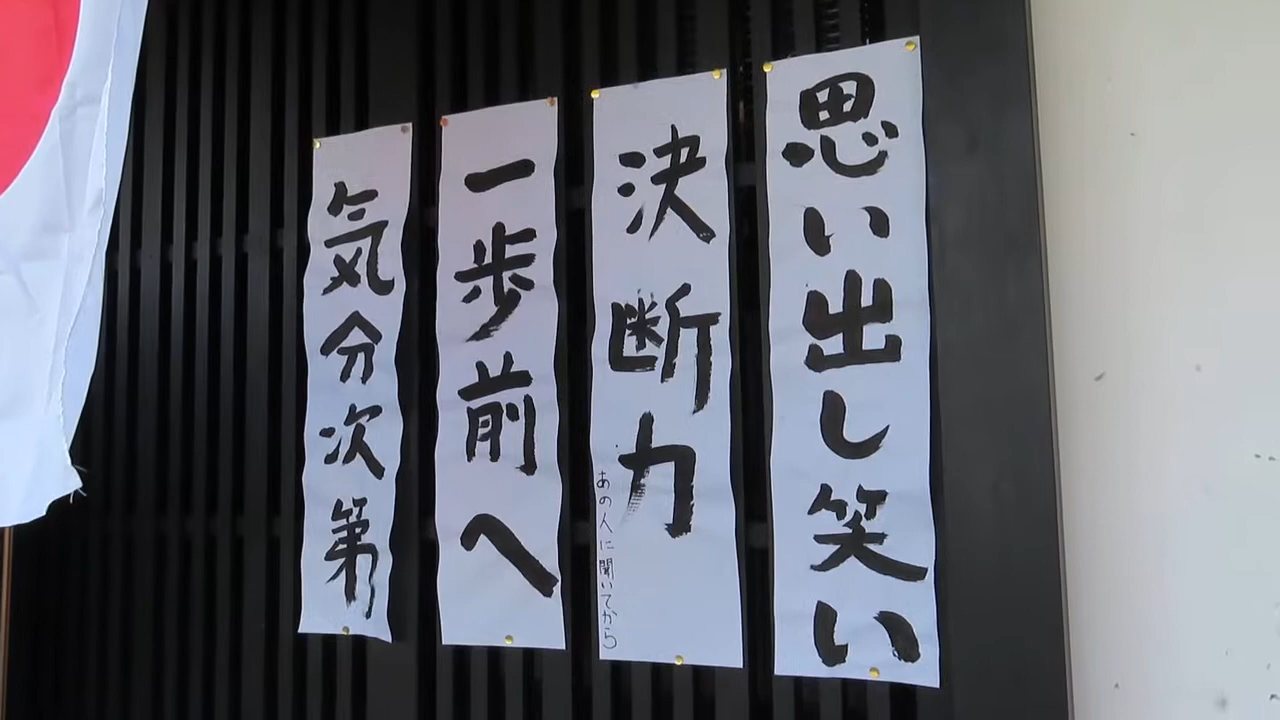 思い出し笑い
決断力
あの人に聞いてから
一歩前へ
気分次第